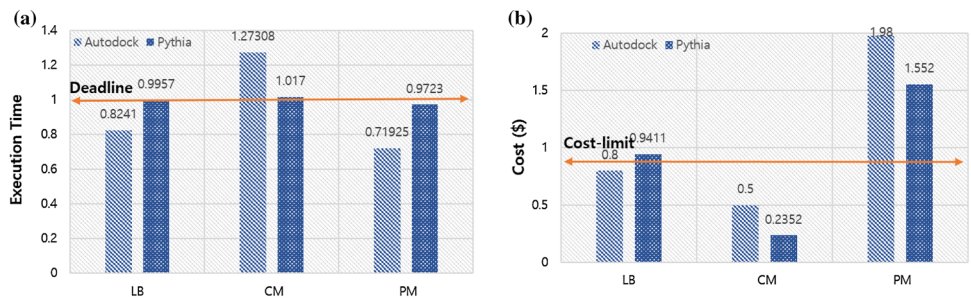 (a)
1.4
1.2
1
0.8
0.6
0.4
0.2
0
Execution Time
Autodock Pythia
Deadline
0.8241
0.9957
1.27308
1.017
0.71925
0.9723
LB CM PM
(b)
2
1.5
1
0.5
0
Cost ($)
Autodock Pythia
Cost-limit
0.8
0.9411
0.5
0.2352
1.98
1.552
LB CM PM